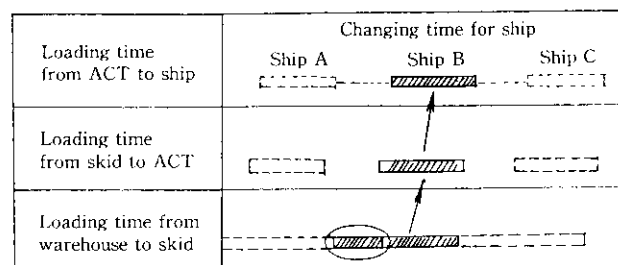 Changing time for ship
Loading time
from ACT to ship
Ship A Ship B Ship C
Loading time
from skid to ACT
Loading time from
warehouse to skid